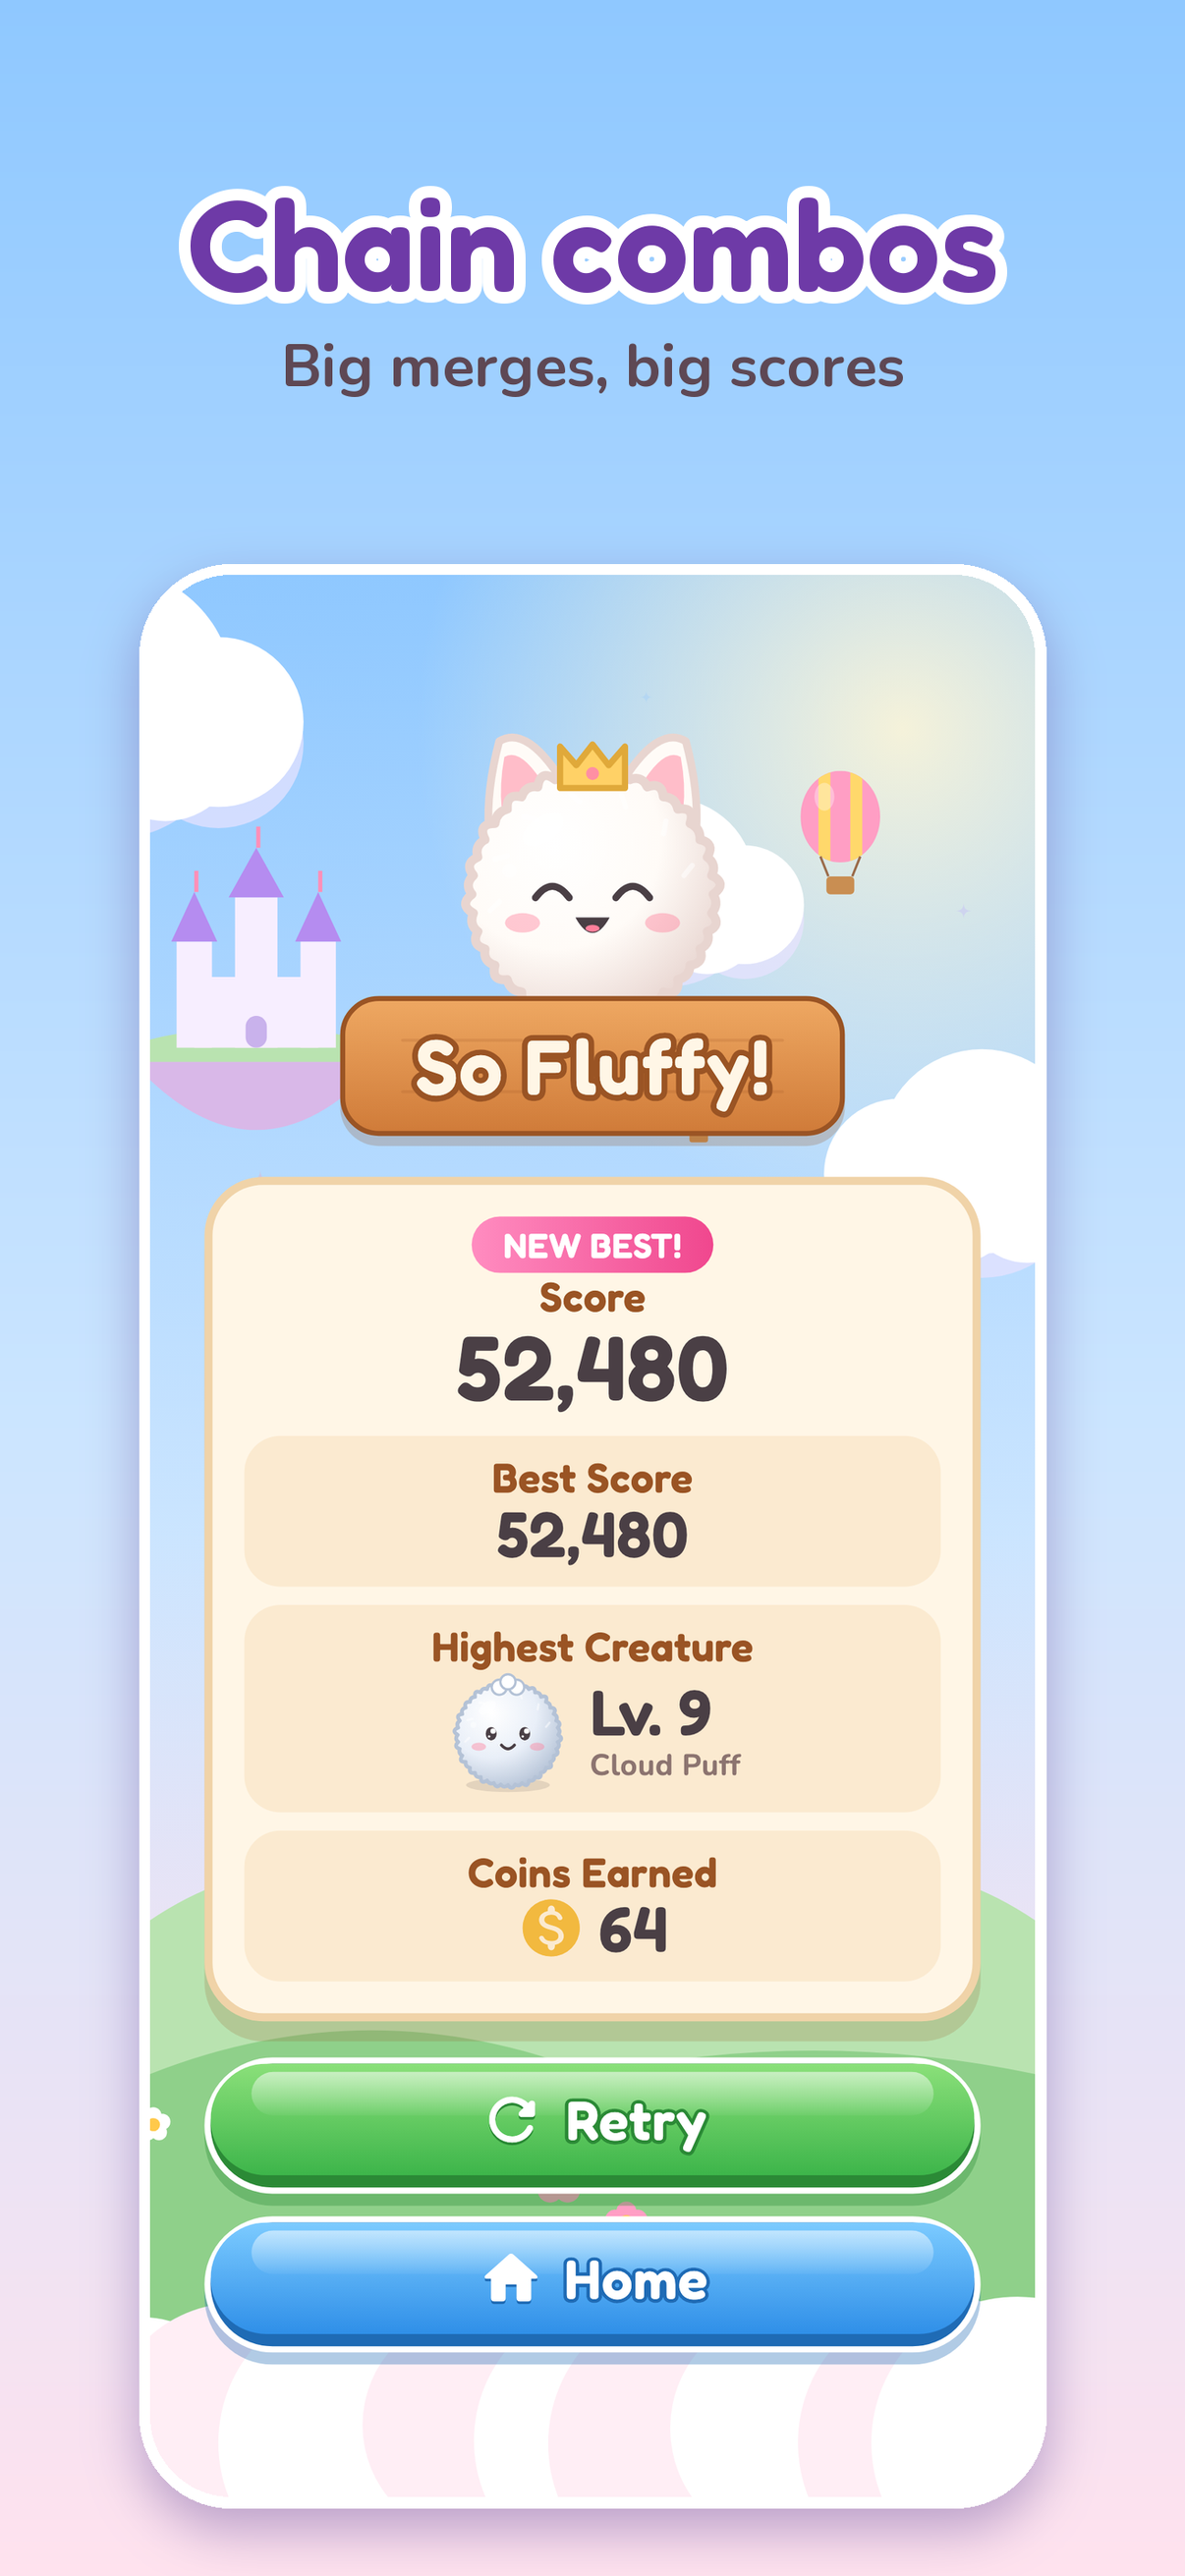 Chain combos
Big merges, big scores
So Fluffy!
NEW BEST!
Score
52,480
Best Score
52,480
Highest Creature
Lv. 9
Cloud Puff
Coins Earned
$ 64
Retry
Home